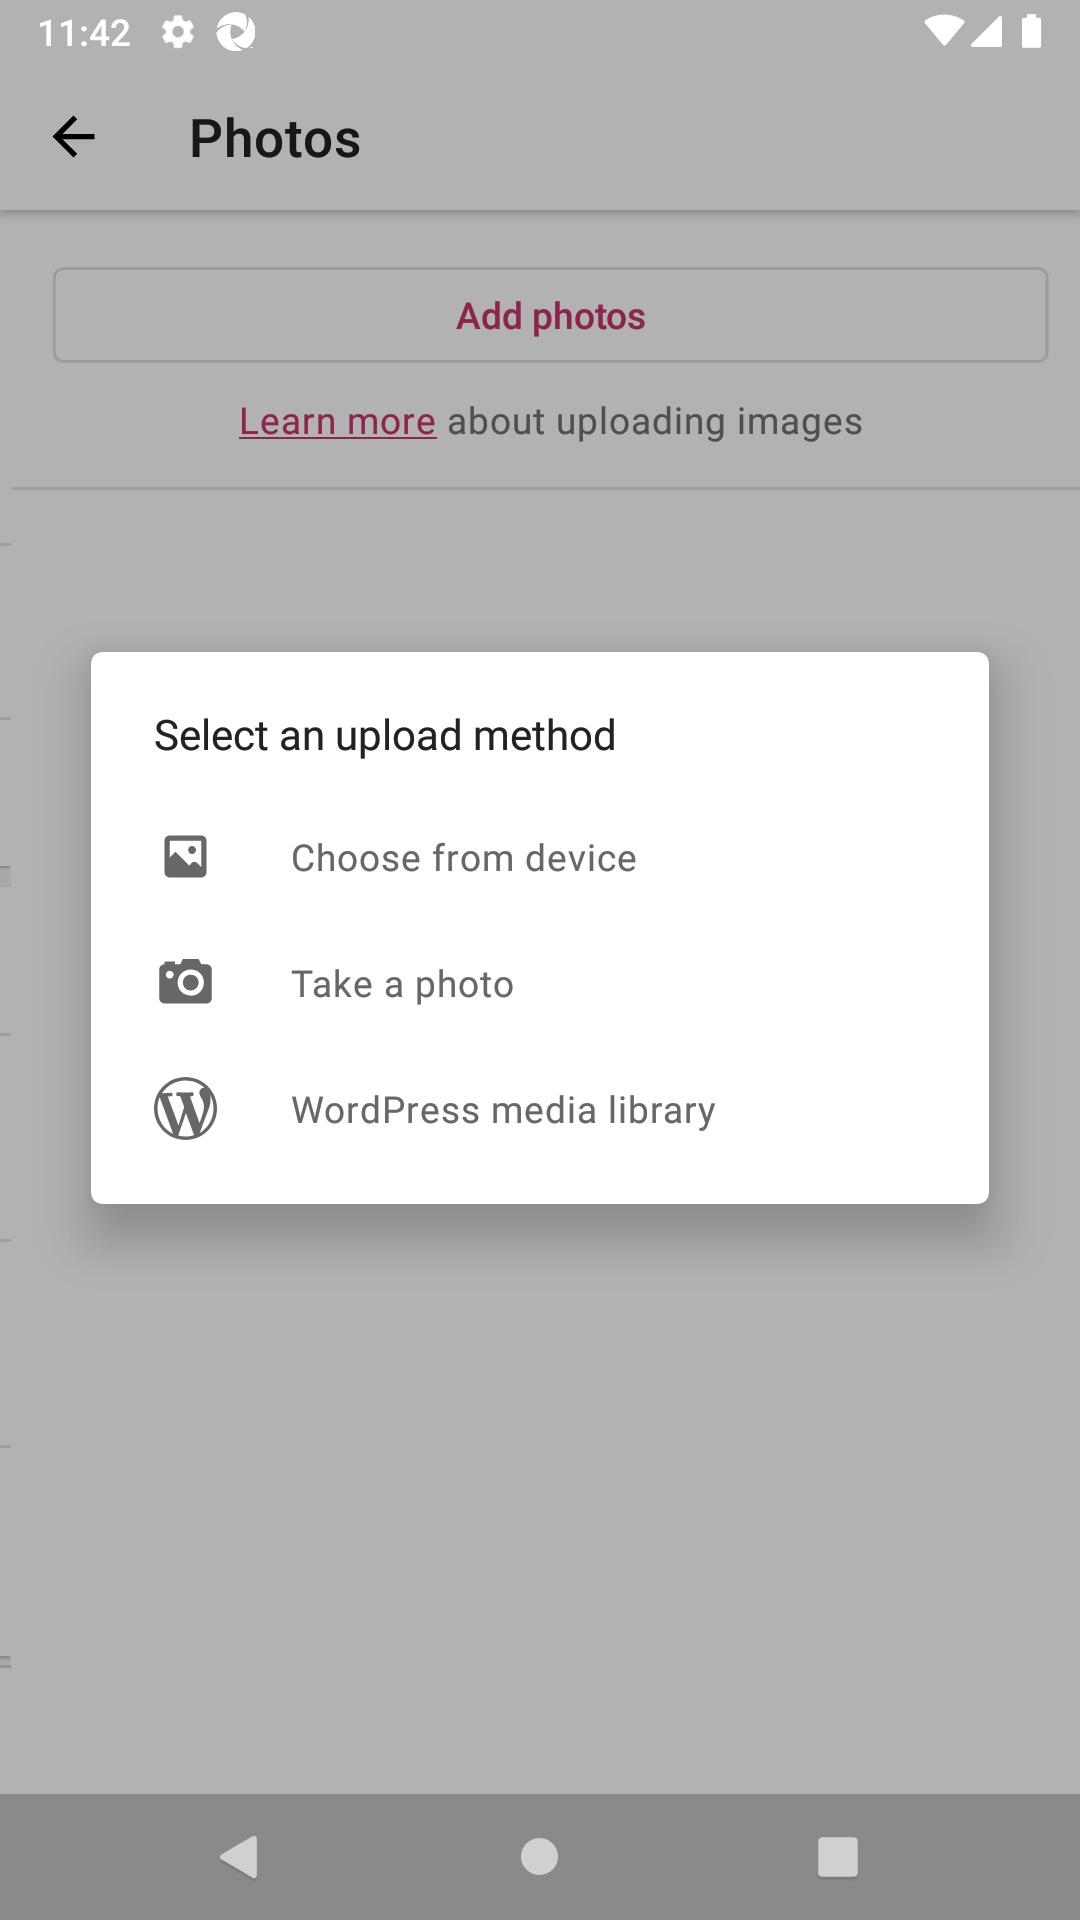 11:42
Photos
Add photos
Learn more about uploading images
Select an upload method
Choose from device
Take a photo
WordPress media library